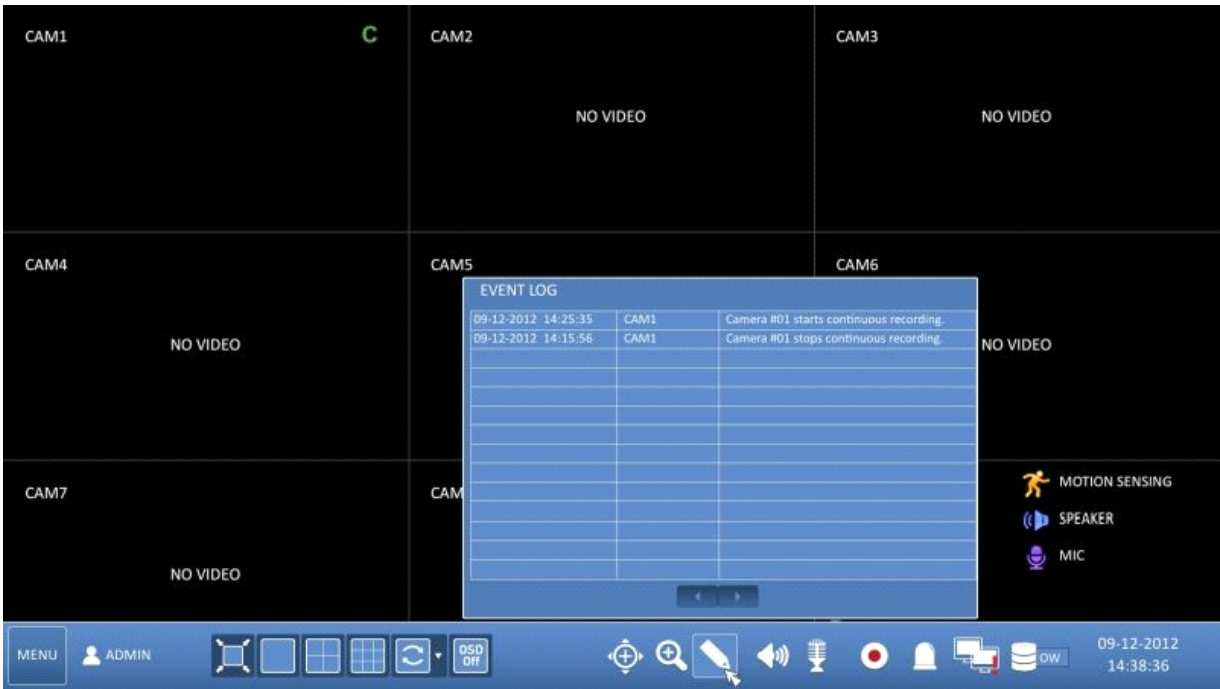 CAM1
C
CAM2
CAM3
NO VIDEO
NO VIDEO
CAM4
CAM5
CAM6
NO VIDEO
NO VIDEO
EVENT LOG
09-12-2012 14:25:35 CAM1 Camera #01 starts continuous recording.
09-12-2012 14:15:56 CAM1 Camera #01 stops continuous recording.
CAM7
CAM
NO VIDEO
MOTION SENSING
SPEAKER
MIC
MENU
ADMIN
OSD
Off
OW
09-12-2012
14:38:36